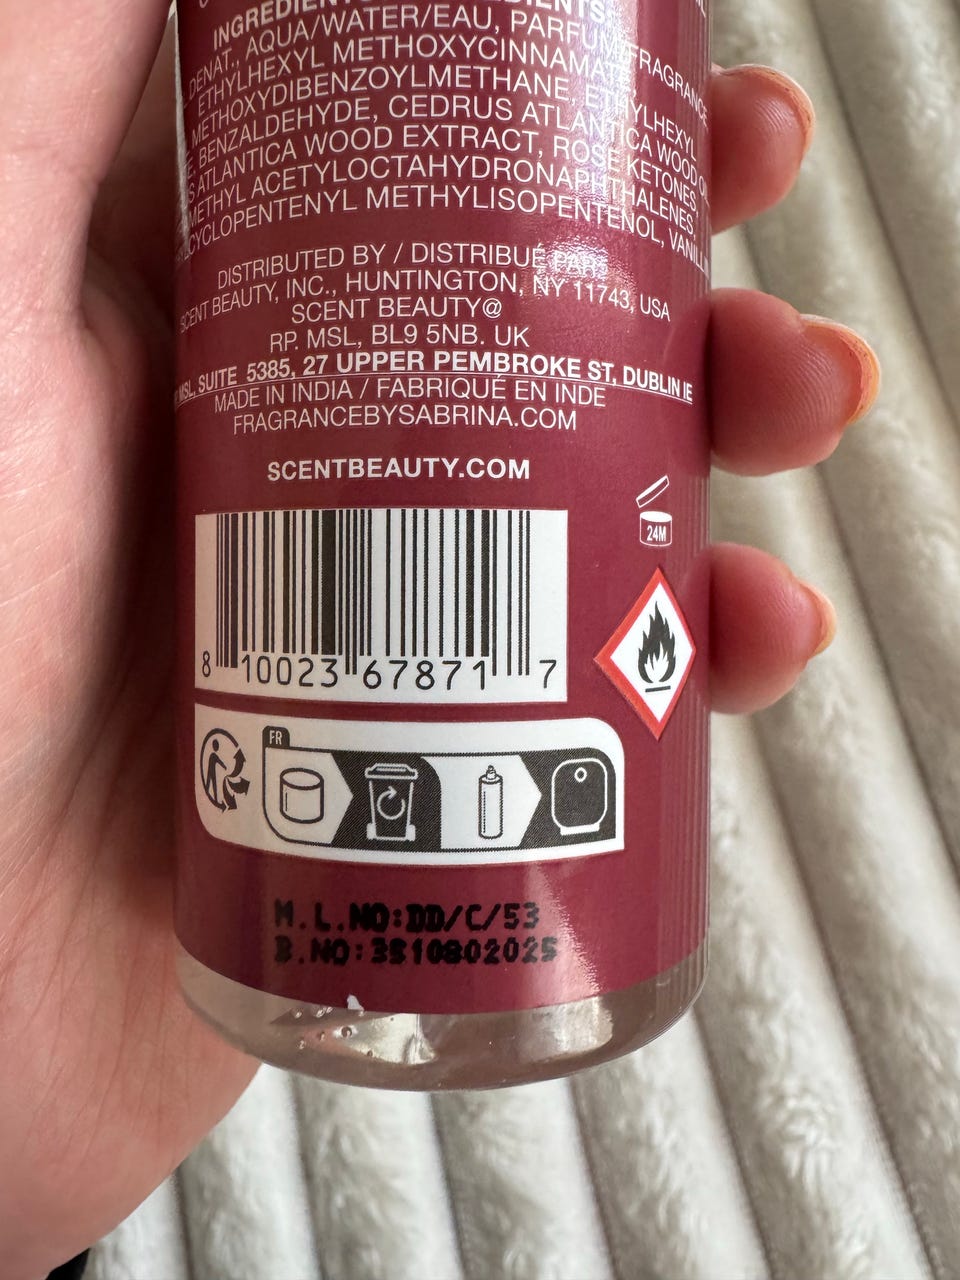 INGREDIENTS
DENAT., AQUA/WATER/EAU, PARFUM/FRAGRANCE
ETHYLHEXYL METHOXYCINNAMATE
METHOXYDIBENZOYLMETHANE, ETHYLHEXYL
BENZALDEHYDE, CEDRUS ATLANTICA WOOD
ATLANTICA WOOD EXTRACT, ROSE KETONES,
METHYL ACETYLOCTAHYDRONAPHTHALENES,
CYCLOPENTENYL METHYLISOPENTENOL,
DISTRIBUTED BY / DISTRIBUÉ PAR:
SCENT BEAUTY, INC., HUNTINGTON, NY 11743, USA
SCENT BEAUTY@
RP. MSL, BL9 5NB. UK
MSL, SUITE 5385, 27 UPPER PEMBROKE ST, DUBLIN IE
MADE IN INDIA / FABRIQUÉ EN INDE
FRAGRANCEBYSABRINA.COM
SCENTBEAUTY.COM
24M
8 10023 67871 7
FR
M.L.NO:DD/C/53
B.NO:3S10802025